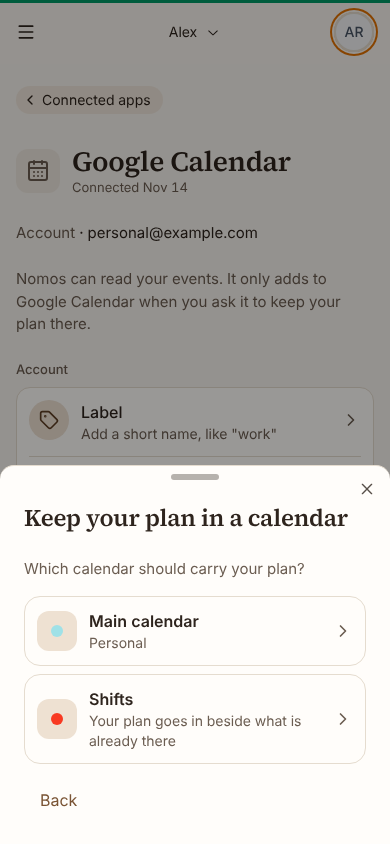 Alex
AR
Connected apps
Google Calendar
Connected Nov 14
Account · personal@example.com
Nomos can read your events. It only adds to
Google Calendar when you ask it to keep your
plan there.
Account
Label
Add a short name, like "work"
Keep your plan in a calendar
Which calendar should carry your plan?
Main calendar
Personal
Shifts
Your plan goes in beside what is
already there
Back